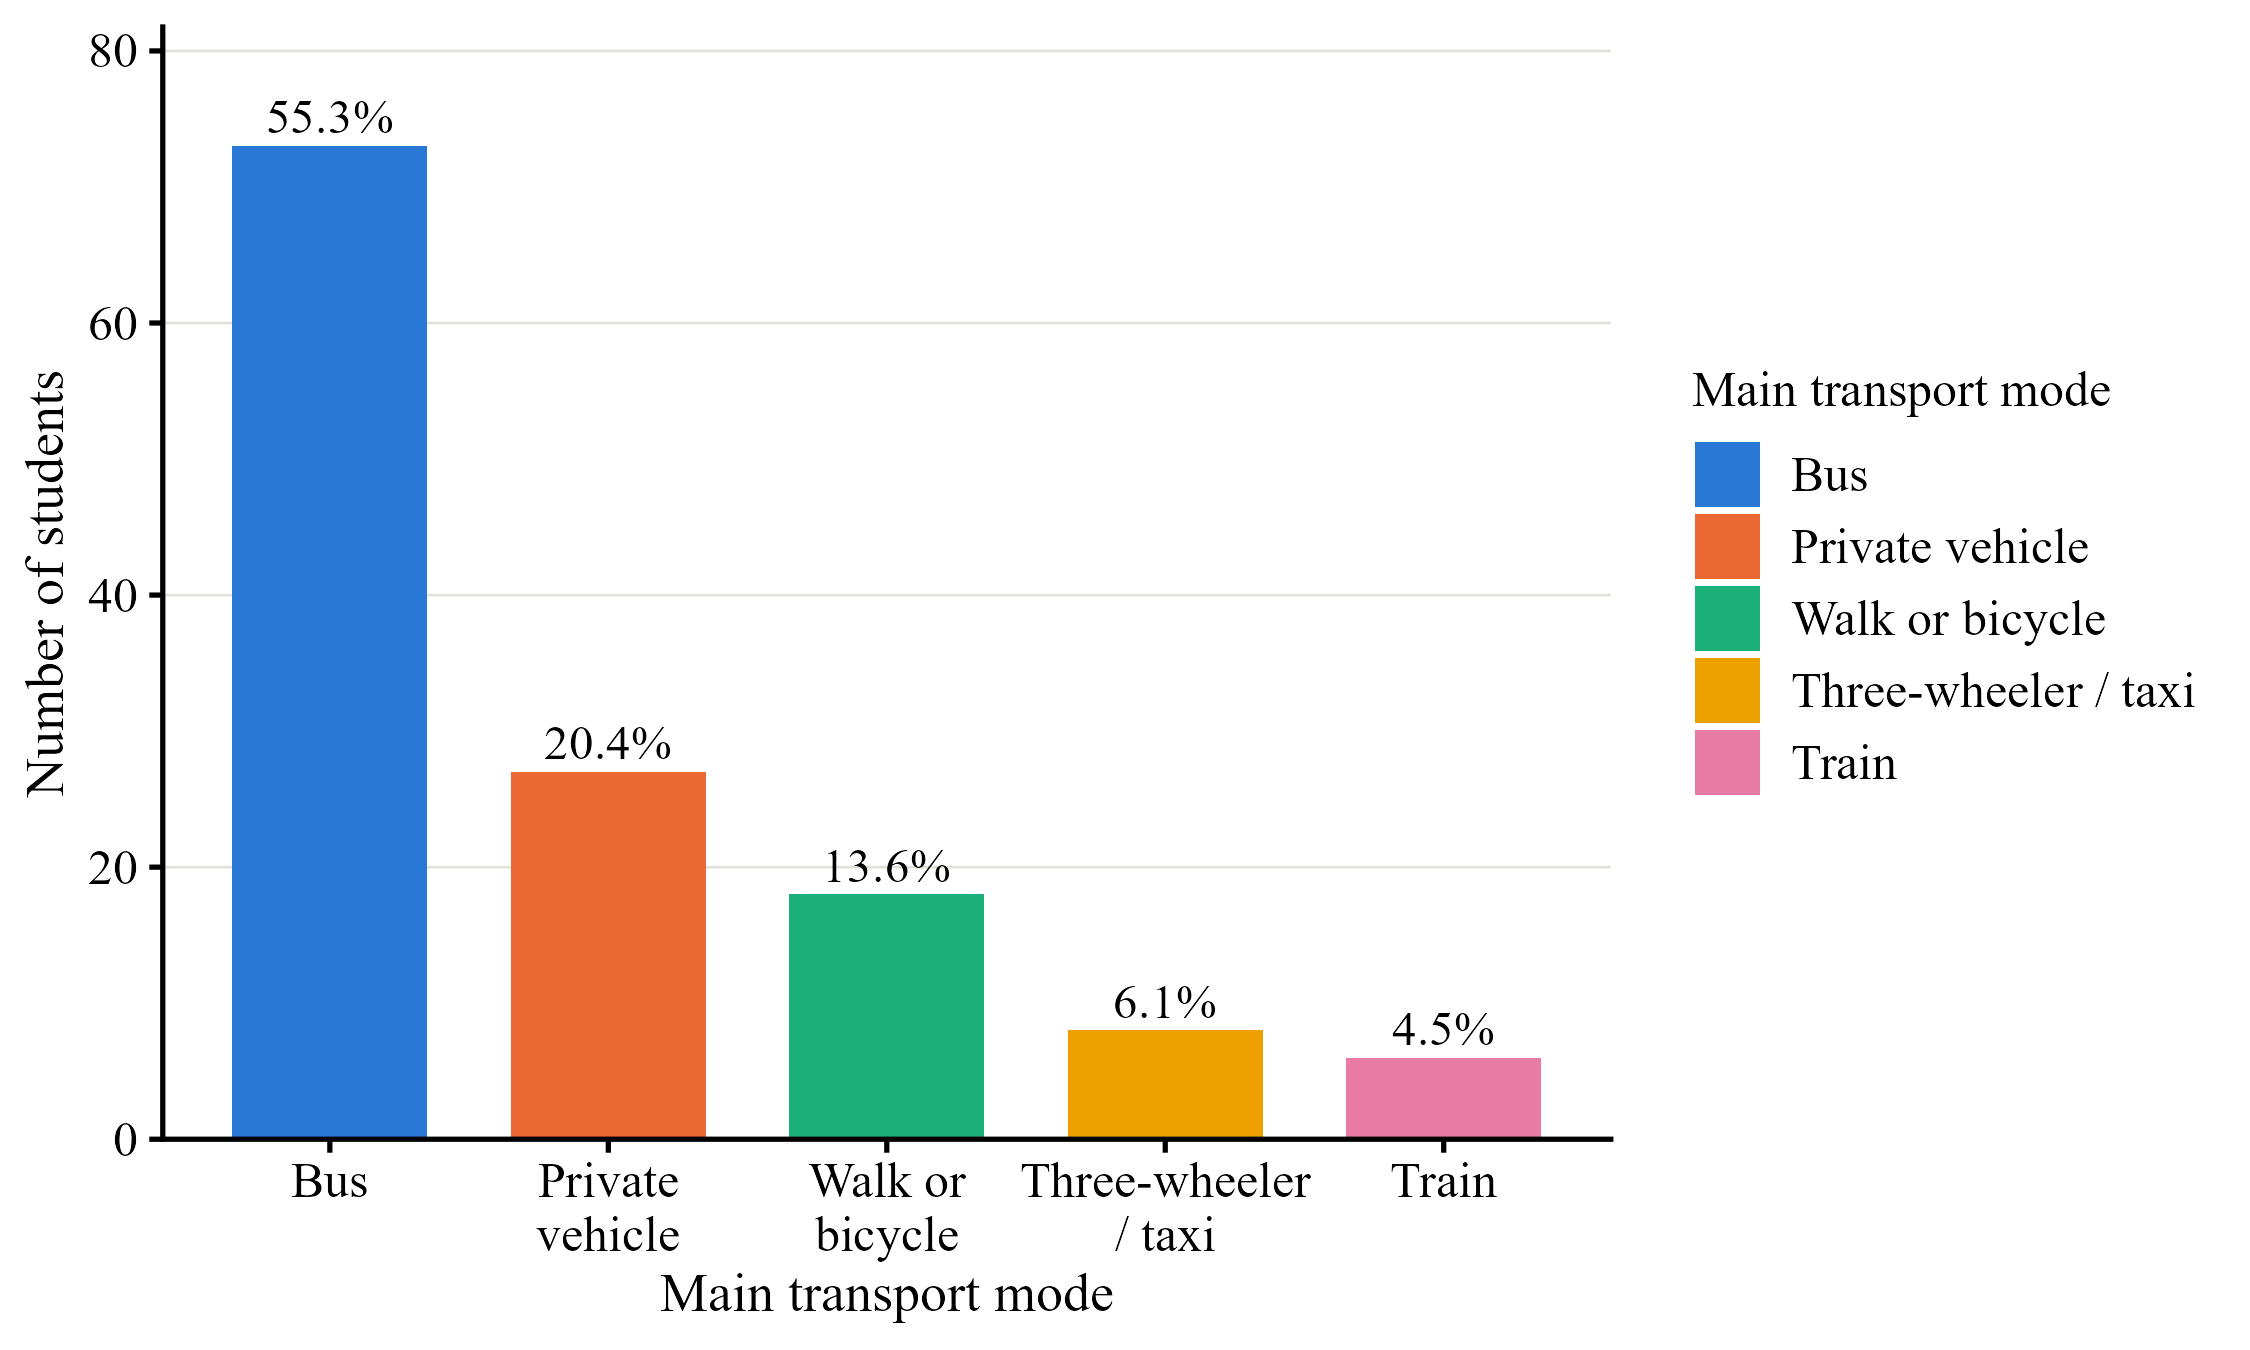 80
60
40
20
0
Number of students
55.3%
20.4%
13.6%
6.1%
4.5%
Bus
Private
vehicle
Walk or
bicycle
Three-wheeler
/ taxi
Train
Main transport mode
Main transport mode
Bus
Private vehicle
Walk or bicycle
Three-wheeler / taxi
Train